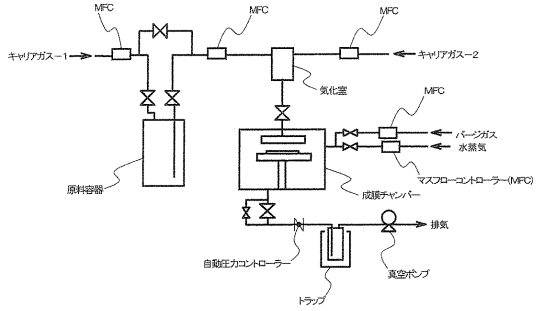 MFC
MFC
MFC
キャリアガス－1
キャリアガス－2
気化室
MFC
パージガス
水蒸気
原料容器
マスフローコントローラー(MFC)
成膜チャンバー
排気
自動圧力コントローラー
真空ポンプ
トラップ